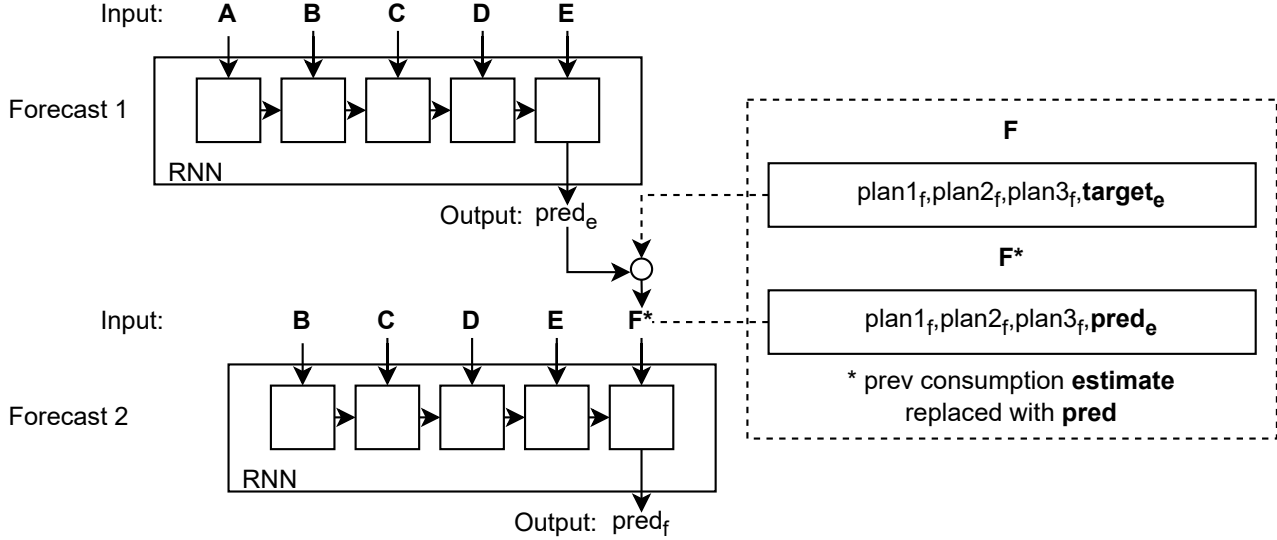 Input: A B C D E
Forecast 1
RNN
Output: pred_e
Input: B C D E F*
Forecast 2
RNN
Output: pred_f
F
plan1_f,plan2_f,plan3_f,target_e
F*
plan1_f,plan2_f,plan3_f,pred_e
* prev consumption estimate
replaced with pred